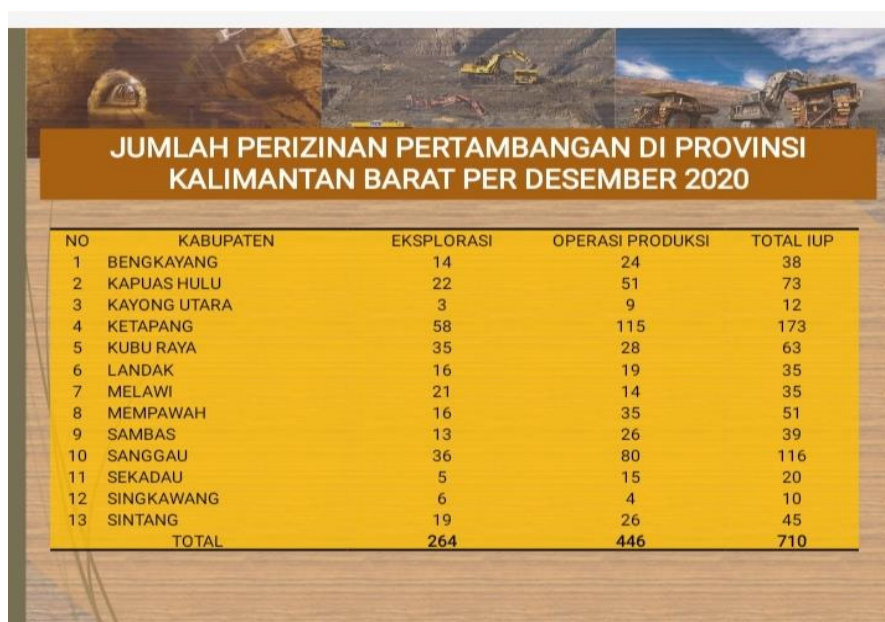 JUMLAH PERIZINAN PERTAMBANGAN DI PROVINSI
KALIMANTAN BARAT PER DESEMBER 2020
NO KABUPATEN EKSPLORASI OPERASI PRODUKSI TOTAL IUP
1 BENGKAYANG 14 24 38
2 KAPUAS HULU 22 51 73
3 KAYONG UTARA 3 9 12
4 KETAPANG 58 115 173
5 KUBU RAYA 35 28 63
6 LANDAK 16 19 35
7 MELAWI 21 14 35
8 MEMPAWAH 16 35 51
9 SAMBAS 13 26 39
10 SANGGAU 36 80 116
11 SEKADAU 5 15 20
12 SINGKAWANG 6 4 10
13 SINTANG 19 26 45
TOTAL 264 446 710